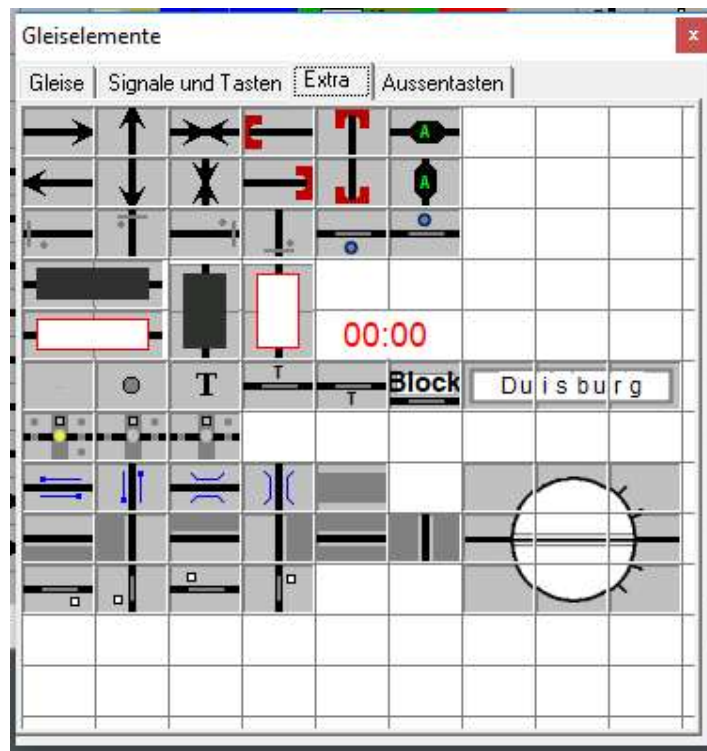 Gleiselemente x
Gleise Signale und Tasten Extra Aussentasten
A
A
00:00
T T T Block Duisburg